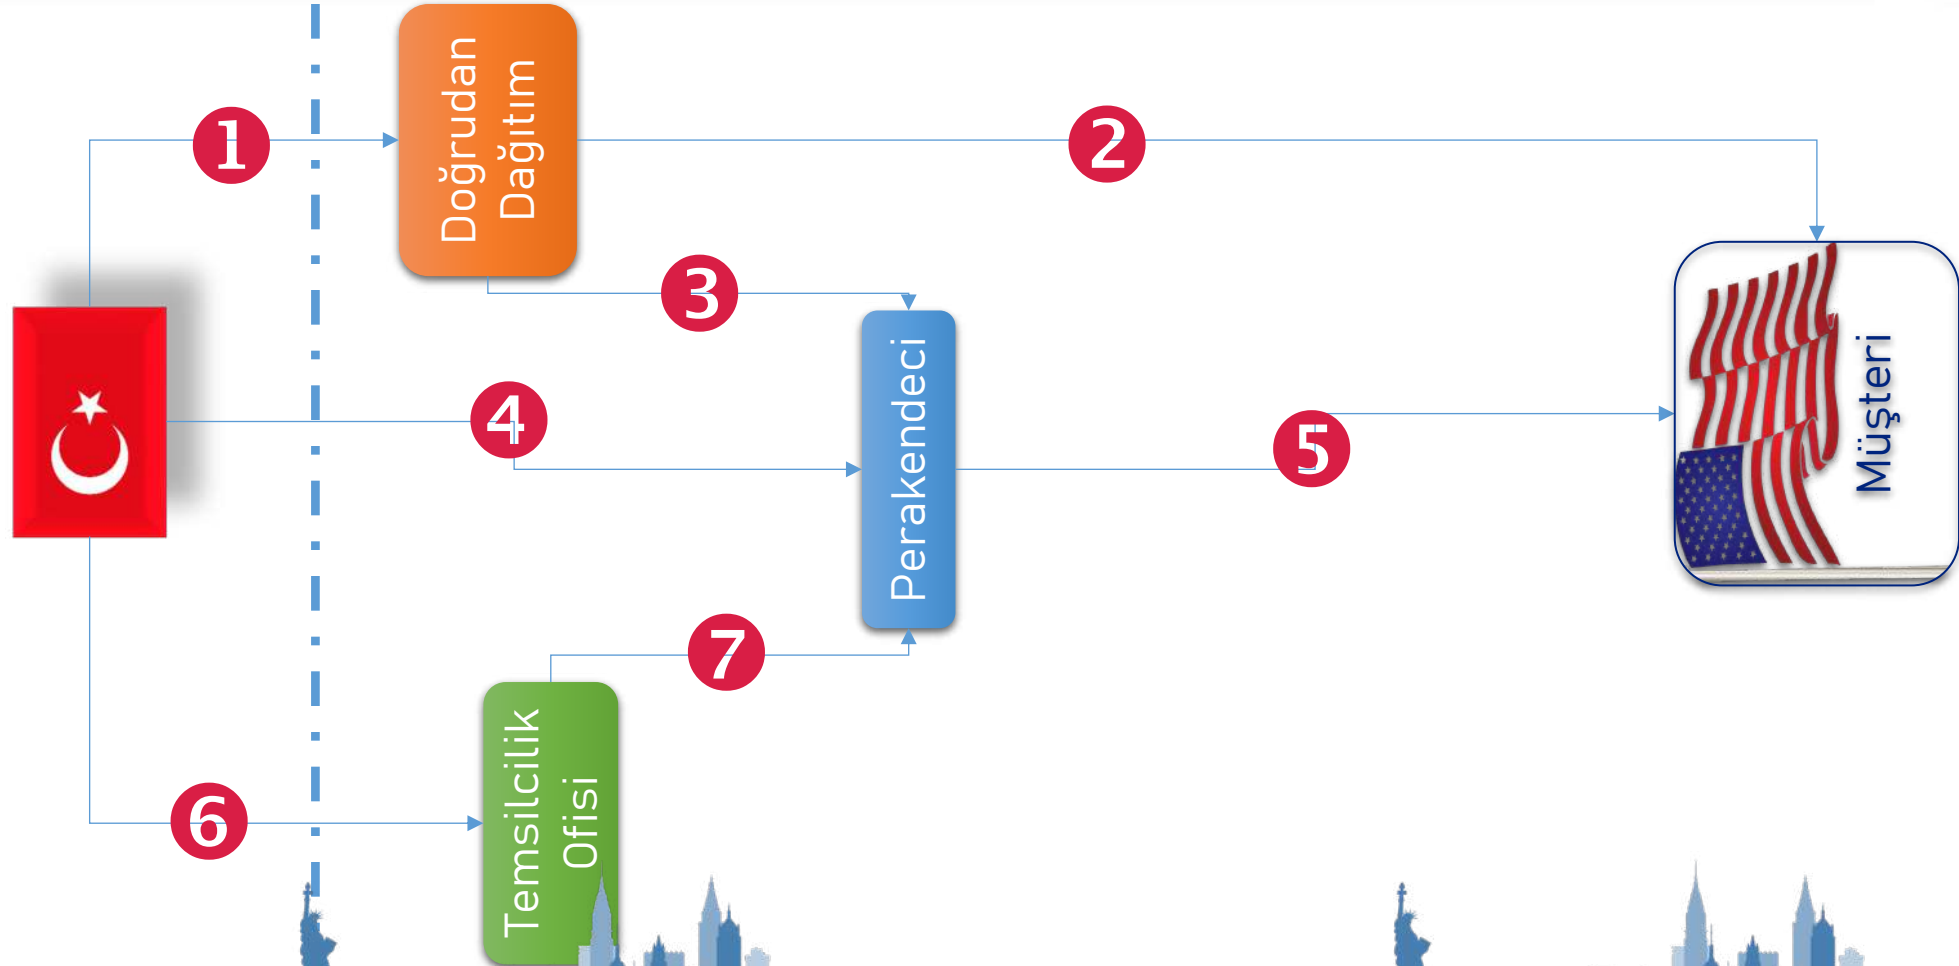 1
Doğrudan
Dağıtım
2
3
4
Perakendeci
5
Müşteri
6
7
Temsilcilik
Ofisi